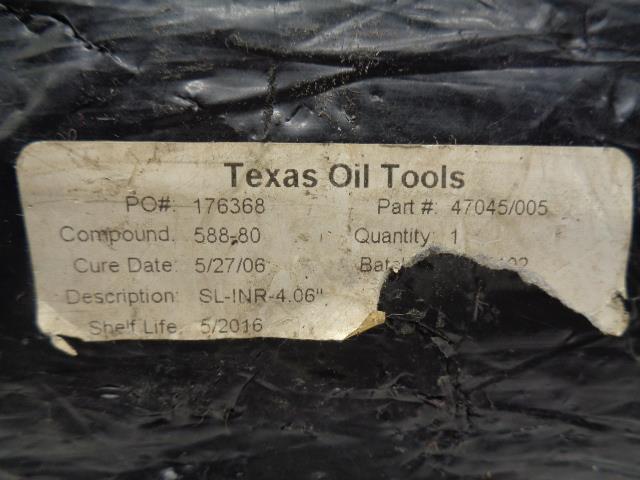 Texas Oil Tools
PO#: 176368 Part #: 47045/005
Compound: 588-80 Quantity: 1
Cure Date: 5/27/06
Description: SL-INR-4.06"
Shelf Life: 5/2016